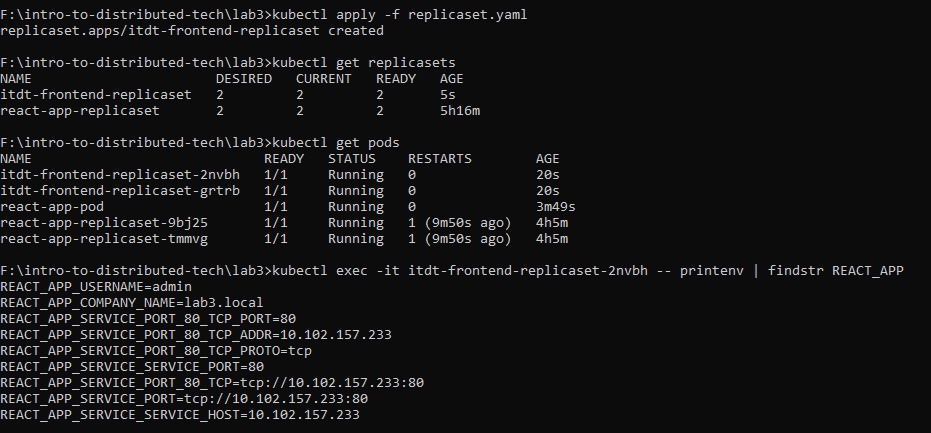 F:\intro-to-distributed-tech\lab3>kubectl apply -f replicaset.yaml
replicaset.apps/itdt-frontend-replicaset created
F:\intro-to-distributed-tech\lab3>kubectl get replicasets
NAME DESIRED CURRENT READY AGE
itdt-frontend-replicaset 2 2 2 5s
react-app-replicaset 2 2 2 5h16m
F:\intro-to-distributed-tech\lab3>kubectl get pods
NAME READY STATUS RESTARTS AGE
itdt-frontend-replicaset-2nvbh 1/1 Running 0 20s
itdt-frontend-replicaset-grtrb 1/1 Running 0 20s
react-app-pod 1/1 Running 0 3m49s
react-app-replicaset-9bj25 1/1 Running 1 (9m50s ago) 4h5m
react-app-replicaset-tmmvg 1/1 Running 1 (9m50s ago) 4h5m
F:\intro-to-distributed-tech\lab3>kubectl exec -it itdt-frontend-replicaset-2nvbh -- printenv | findstr REACT_APP
REACT_APP_USERNAME=admin
REACT_APP_COMPANY_NAME=lab3.local
REACT_APP_SERVICE_PORT_80_TCP_PORT=80
REACT_APP_SERVICE_PORT_80_TCP_ADDR=10.102.157.233
REACT_APP_SERVICE_PORT_80_TCP_PROTO=tcp
REACT_APP_SERVICE_SERVICE_PORT=80
REACT_APP_SERVICE_PORT_80_TCP=tcp://10.102.157.233:80
REACT_APP_SERVICE_PORT=tcp://10.102.157.233:80
REACT_APP_SERVICE_SERVICE_HOST=10.102.157.233